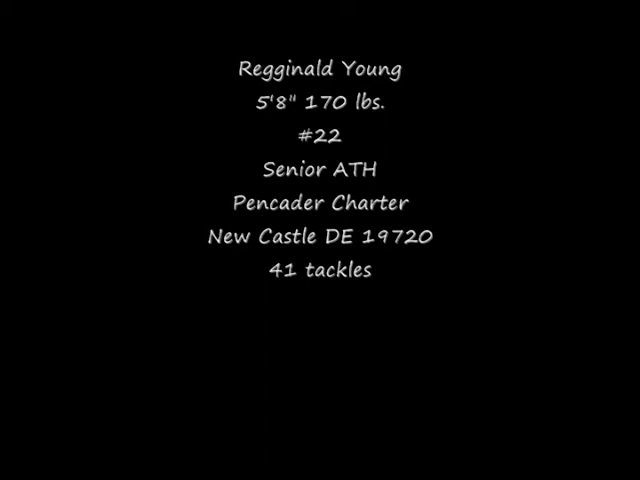 Regginald Young
5'8" 170 lbs.
#22
Senior ATH
Pencader Charter
New Castle DE 19720
41 tackles